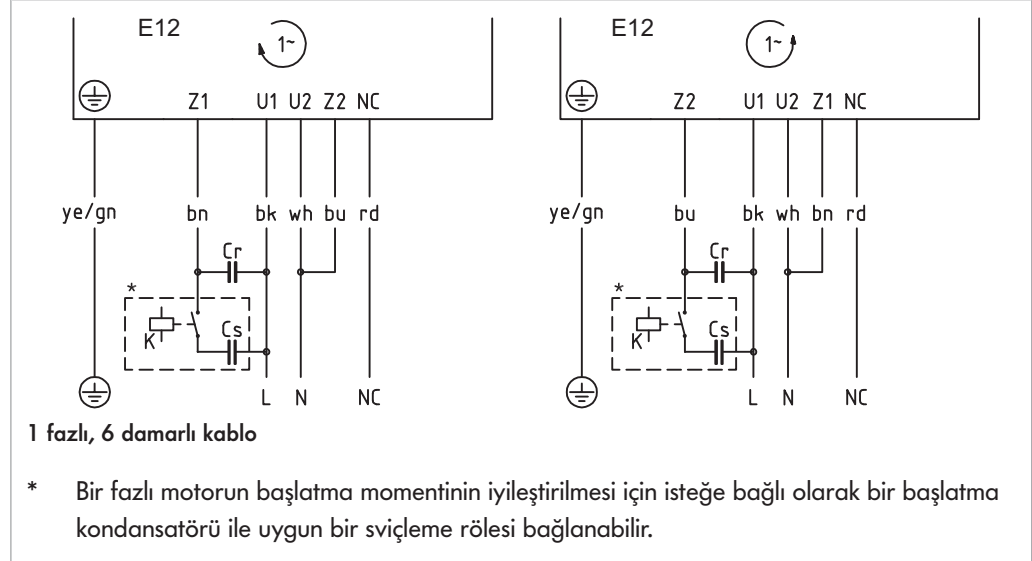 E12 E12
1~ 1~
Z1 U1 U2 Z2 NC Z2 U1 U2 Z1 NC
ye/gn bn bk wh bu rd ye/gn bu bk wh bn rd
Cr Cr
* *
K Cs K Cs
L N NC L N NC
1 fazlı, 6 damarlı kablo
* Bir fazlı motorun başlatma momentinin iyileştirilmesi için isteğe bağlı olarak bir başlatma
kondansatörü ile uygun bir sviçleme rölesi bağlanabilir.